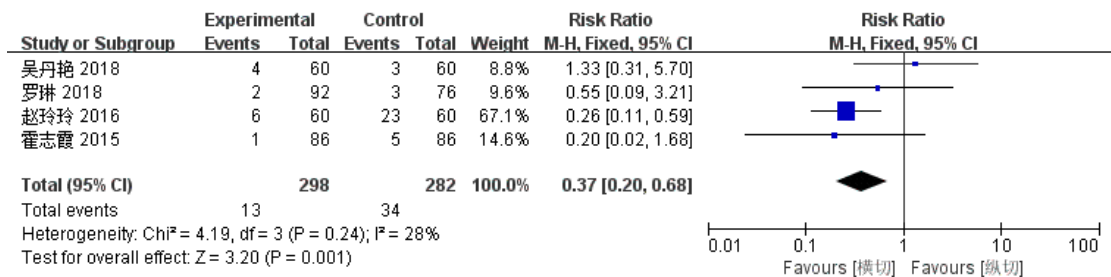 Experimental Control Risk Ratio Risk Ratio
Study or Subgroup Events Total Events Total Weight M-H, Fixed, 95% CI M-H, Fixed, 95% CI
吴丹艳 2018 4 60 3 60 8.8% 1.33 [0.31, 5.70]
罗琳 2018 2 92 3 76 9.6% 0.55 [0.09, 3.21]
赵玲玲 2016 6 60 23 60 67.1% 0.26 [0.11, 0.59]
霍志霞 2015 1 86 5 86 14.6% 0.20 [0.02, 1.68]
Total (95% CI) 298 282 100.0% 0.37 [0.20, 0.68]
Total events 13 34
Heterogeneity: Chi² = 4.19, df = 3 (P = 0.24); I² = 28%
Test for overall effect: Z = 3.20 (P = 0.001)
0.01 0.1 1 10 100
Favours [横切] Favours [纵切]